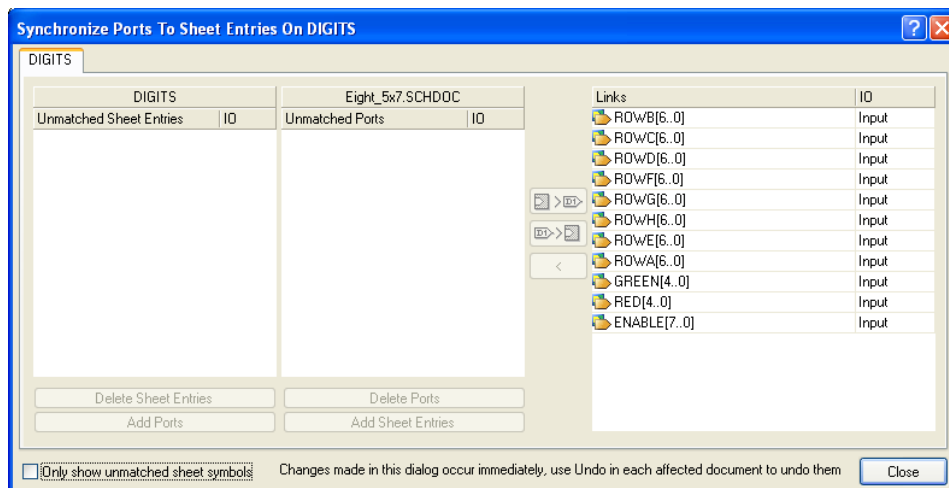 Synchronize Ports To Sheet Entries On DIGITS
DIGITS
DIGITS Eight_5x7.SCHDOC
Unmatched Sheet Entries IO Unmatched Ports IO
Links IO
ROWB[6..0] Input
ROWC[6..0] Input
ROWD[6..0] Input
ROWF[6..0] Input
ROWG[6..0] Input
ROWH[6..0] Input
ROWE[6..0] Input
ROWA[6..0] Input
GREEN[4..0] Input
RED[4..0] Input
ENABLE[7..0] Input
D1
D1
<
Delete Sheet Entries Delete Ports
Add Ports Add Sheet Entries
Only show unmatched sheet symbols Changes made in this dialog occur immediately, use Undo in each affected document to undo them Close